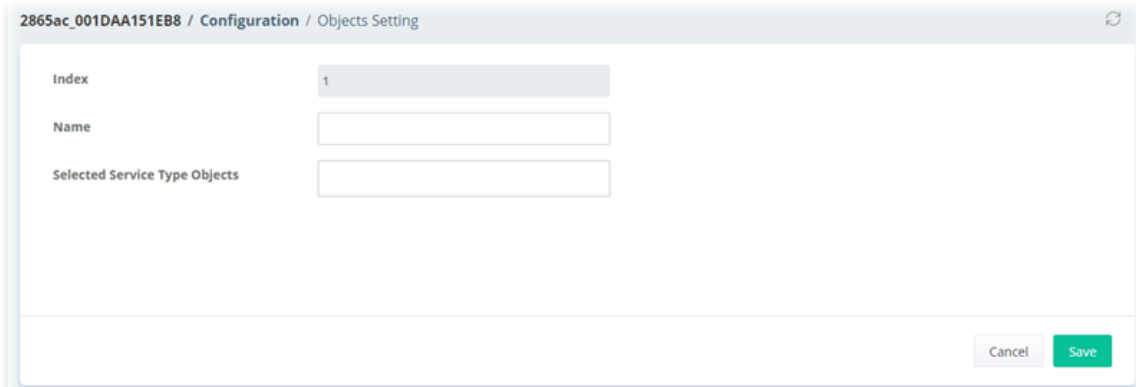 2865ac_001DAA151EB8 / Configuration / Objects Setting
Index
1
Name
Selected Service Type Objects
Cancel
Save